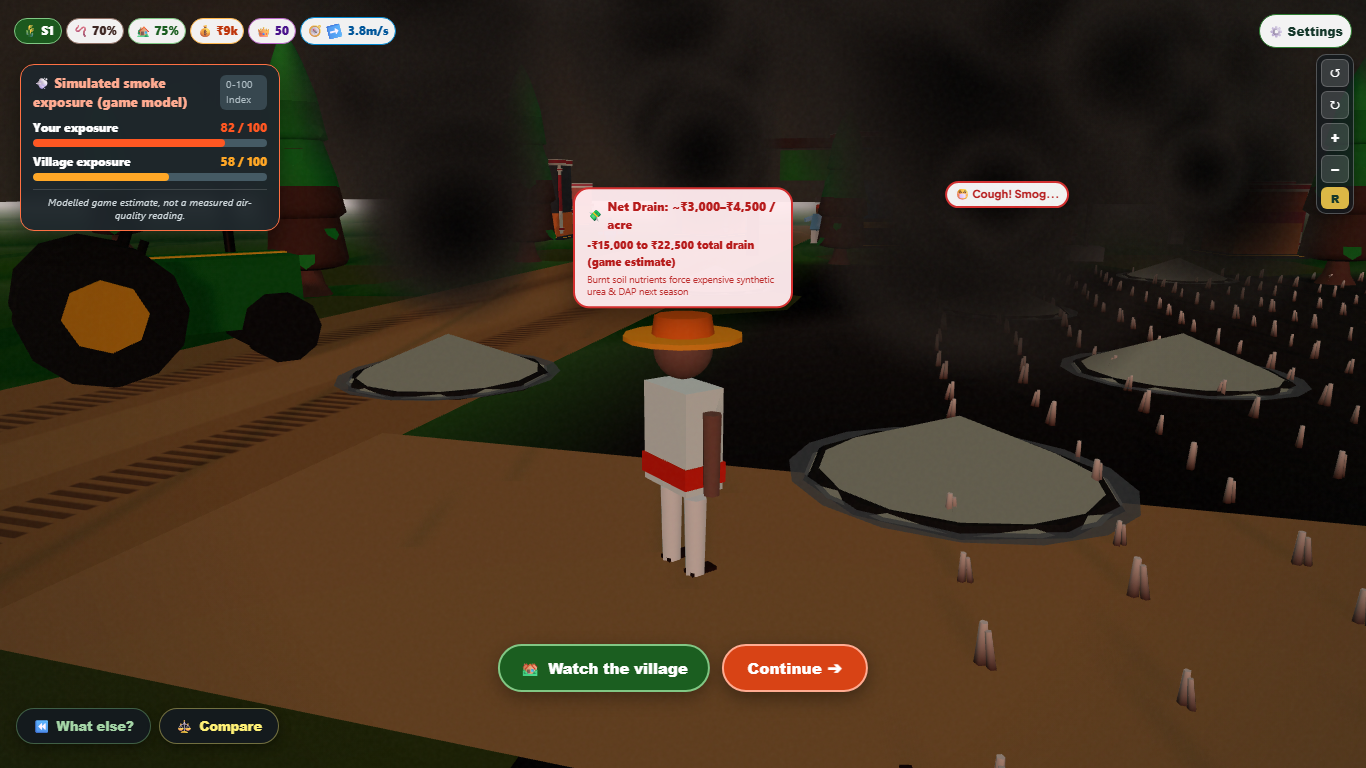 S1
70%
75%
₹9k
50
3.8m/s
Settings
Simulated smoke
exposure (game model)
0-100
Index
Your exposure
82 / 100
Village exposure
58 / 100
Modelled game estimate, not a measured air-
quality reading.
Net Drain: ~₹3,000–₹4,500 /
acre
-₹15,000 to ₹22,500 total drain
(game estimate)
Burnt soil nutrients force expensive synthetic
urea & DAP next season
Cough! Smog...
↺
↻
+
−
R
Watch the village
Continue ➔
What else?
Compare